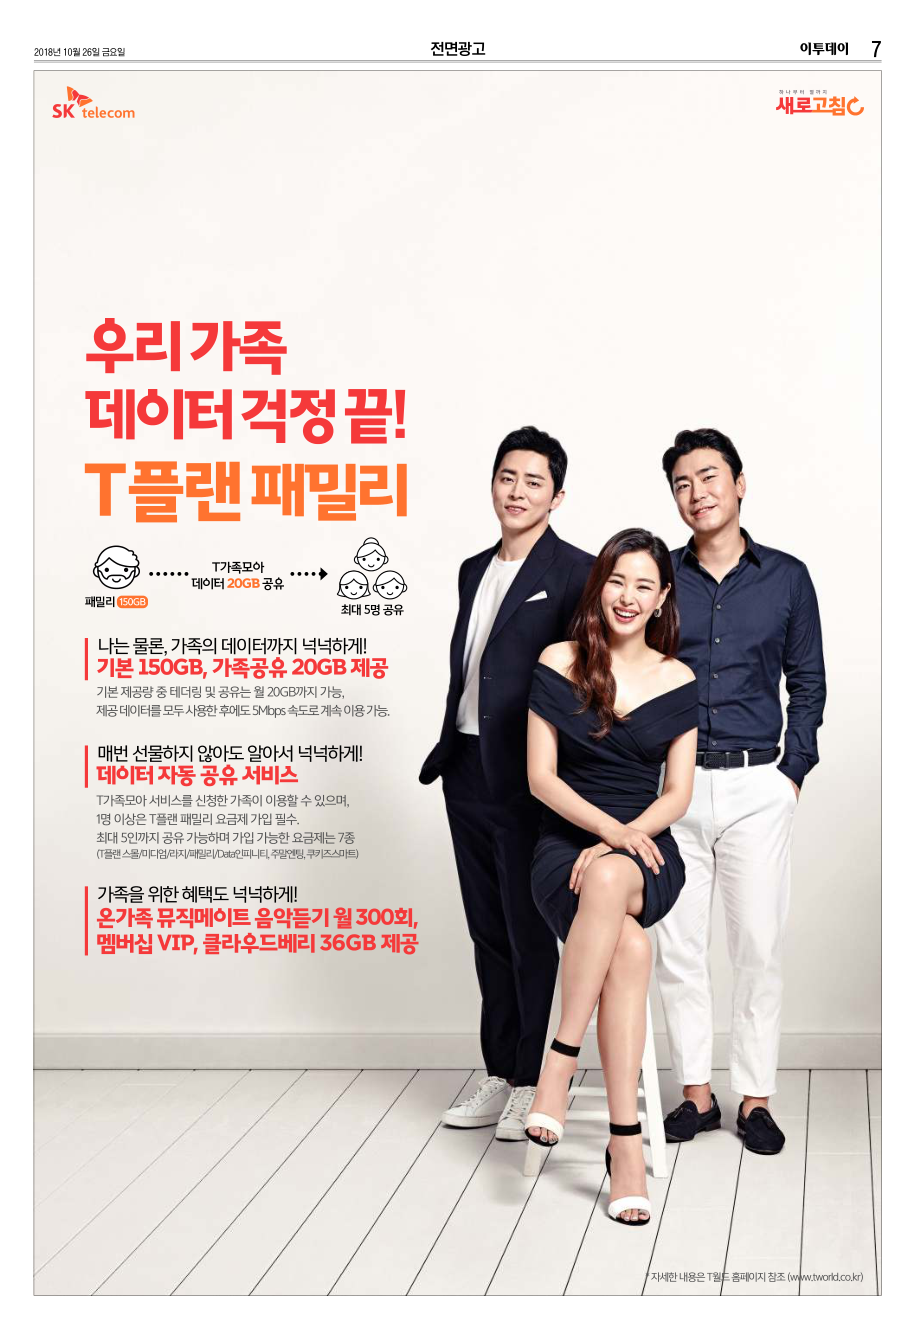 2018년 10월 26일 금요일
전면광고
이투데이 7
SK telecom
하나부터 열까지
새로고침
우리 가족
데이터 걱정 끝!
T플랜 패밀리
T가족모아
데이터 20GB 공유
패밀리 150GB
최대 5명 공유
나는 물론, 가족의 데이터까지 넉넉하게!
기본 150GB, 가족공유 20GB 제공
기본 제공량 중 테더링 및 공유는 월 20GB까지 가능,
제공 데이터를 모두 사용한 후에도 5Mbps 속도로 계속 이용 가능.
매번 선물하지 않아도 알아서 넉넉하게!
데이터 자동 공유 서비스
T가족모아 서비스를 신청한 가족이 이용할 수 있으며,
1명 이상은 T플랜 패밀리 요금제 가입 필수.
최대 5인까지 공유 가능하며 가입 가능한 요금제는 7종
(T플랜 스몰/미디엄/라지/패밀리/Data인피니티, 주말엔팅, 쿠키즈스마트)
가족을 위한 혜택도 넉넉하게!
온가족 뮤직메이트 음악듣기 월 300회,
멤버십 VIP, 클라우드베리 36GB 제공
* 자세한 내용은 T월드 홈페이지 참조 (www.tworld.co.kr)